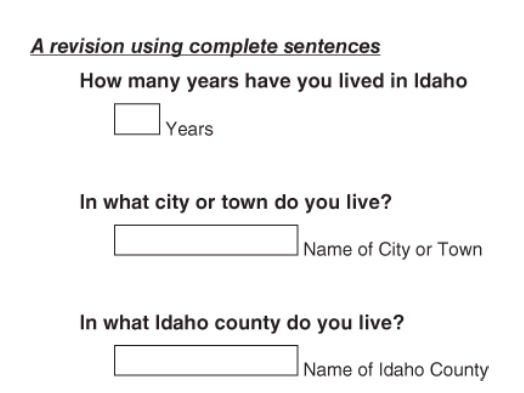 A revision using complete sentences
How many years have you lived in Idaho
Years
In what city or town do you live?
Name of City or Town
In what Idaho county do you live?
Name of Idaho County